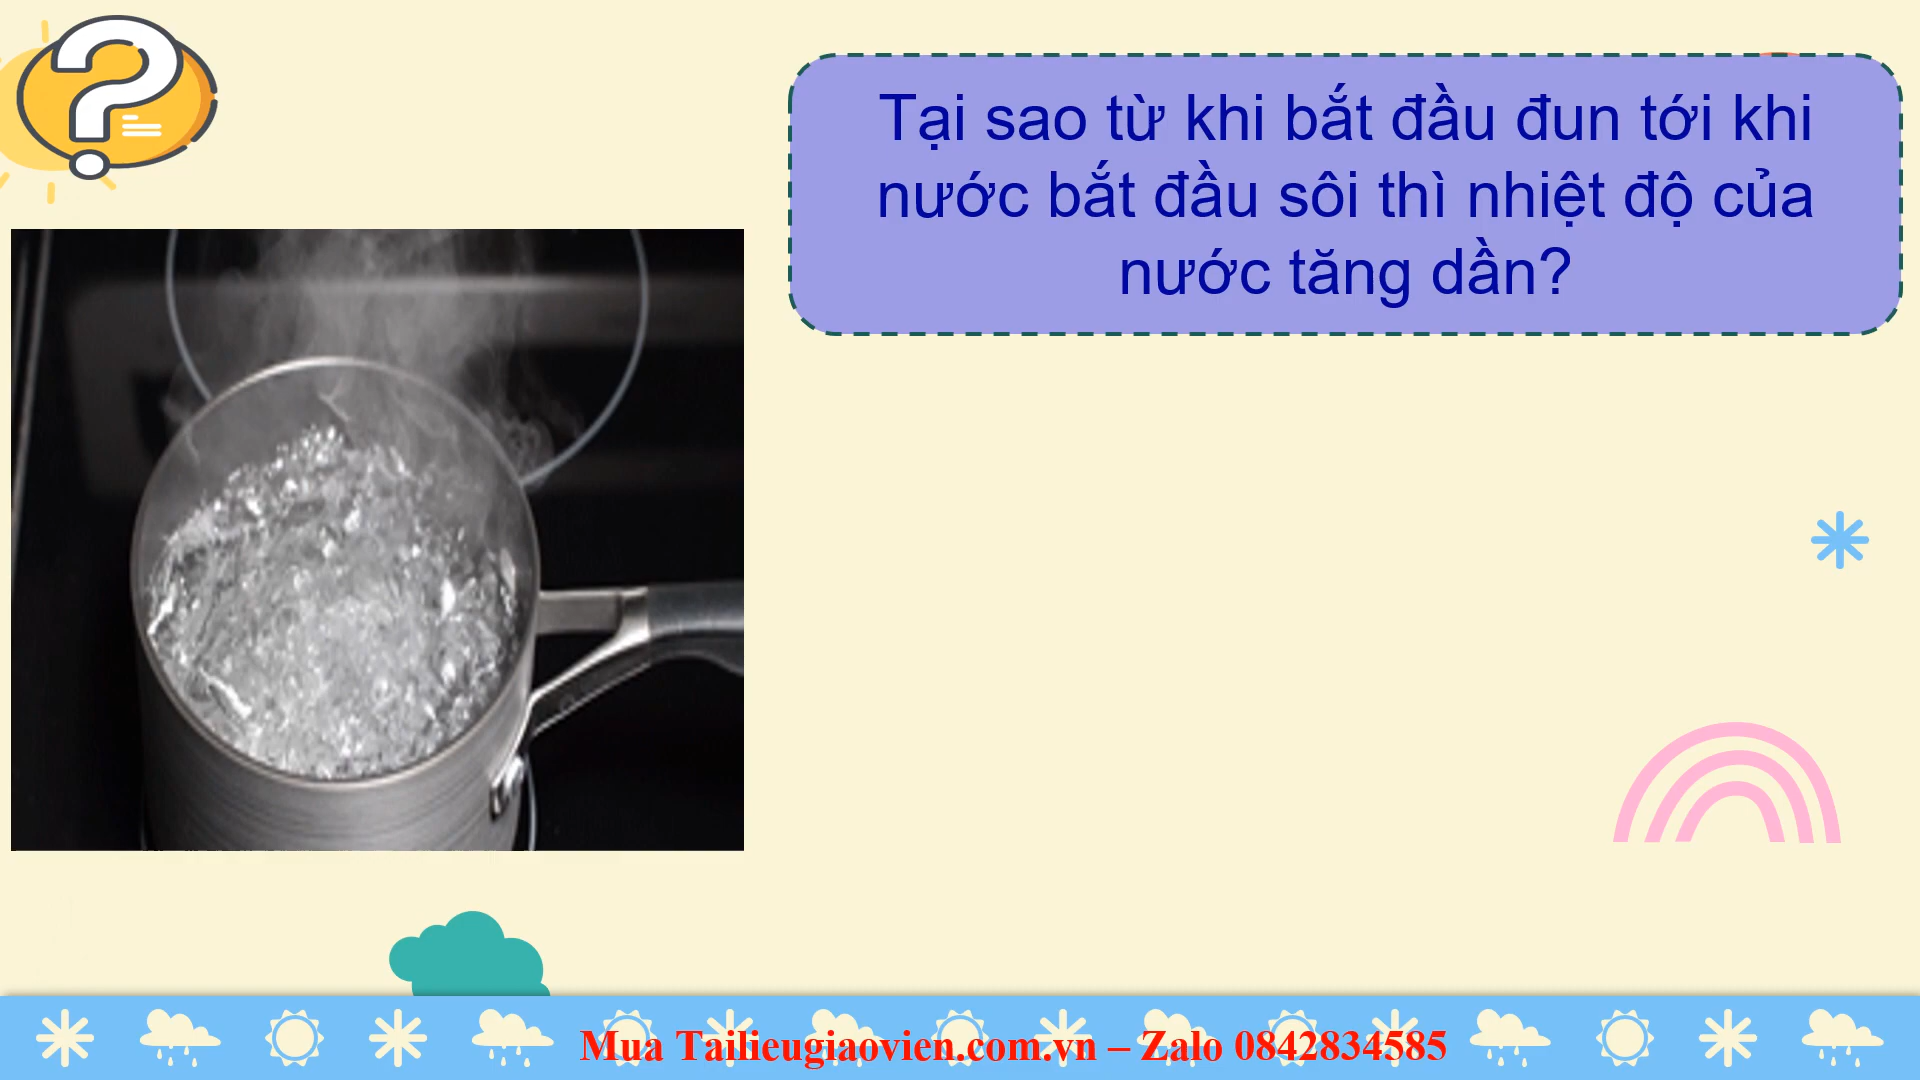 Tại sao từ khi bắt đầu đun tới khi
nước bắt đầu sôi thì nhiệt độ của
nước tăng dần?
Mua Tailieugiaovien.com.vn – Zalo 0842834585